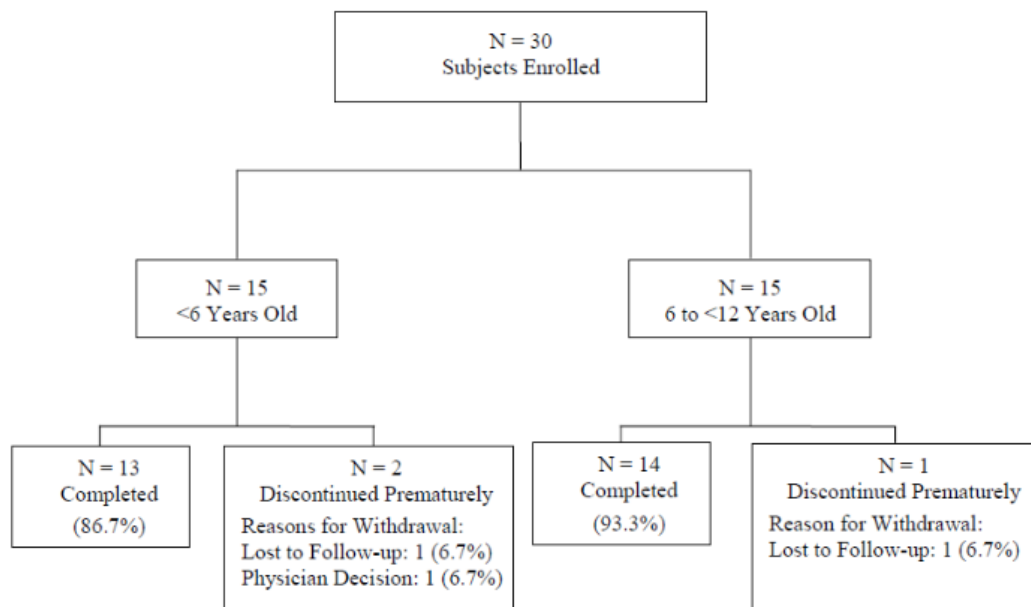 N = 30
Subjects Enrolled
N = 15
<6 Years Old
N = 15
6 to <12 Years Old
N = 13
Completed
(86.7%)
N = 2
Discontinued Prematurely
Reasons for Withdrawal:
Lost to Follow-up: 1 (6.7%)
Physician Decision: 1 (6.7%)
N = 14
Completed
(93.3%)
N = 1
Discontinued Prematurely
Reason for Withdrawal:
Lost to Follow-up: 1 (6.7%)